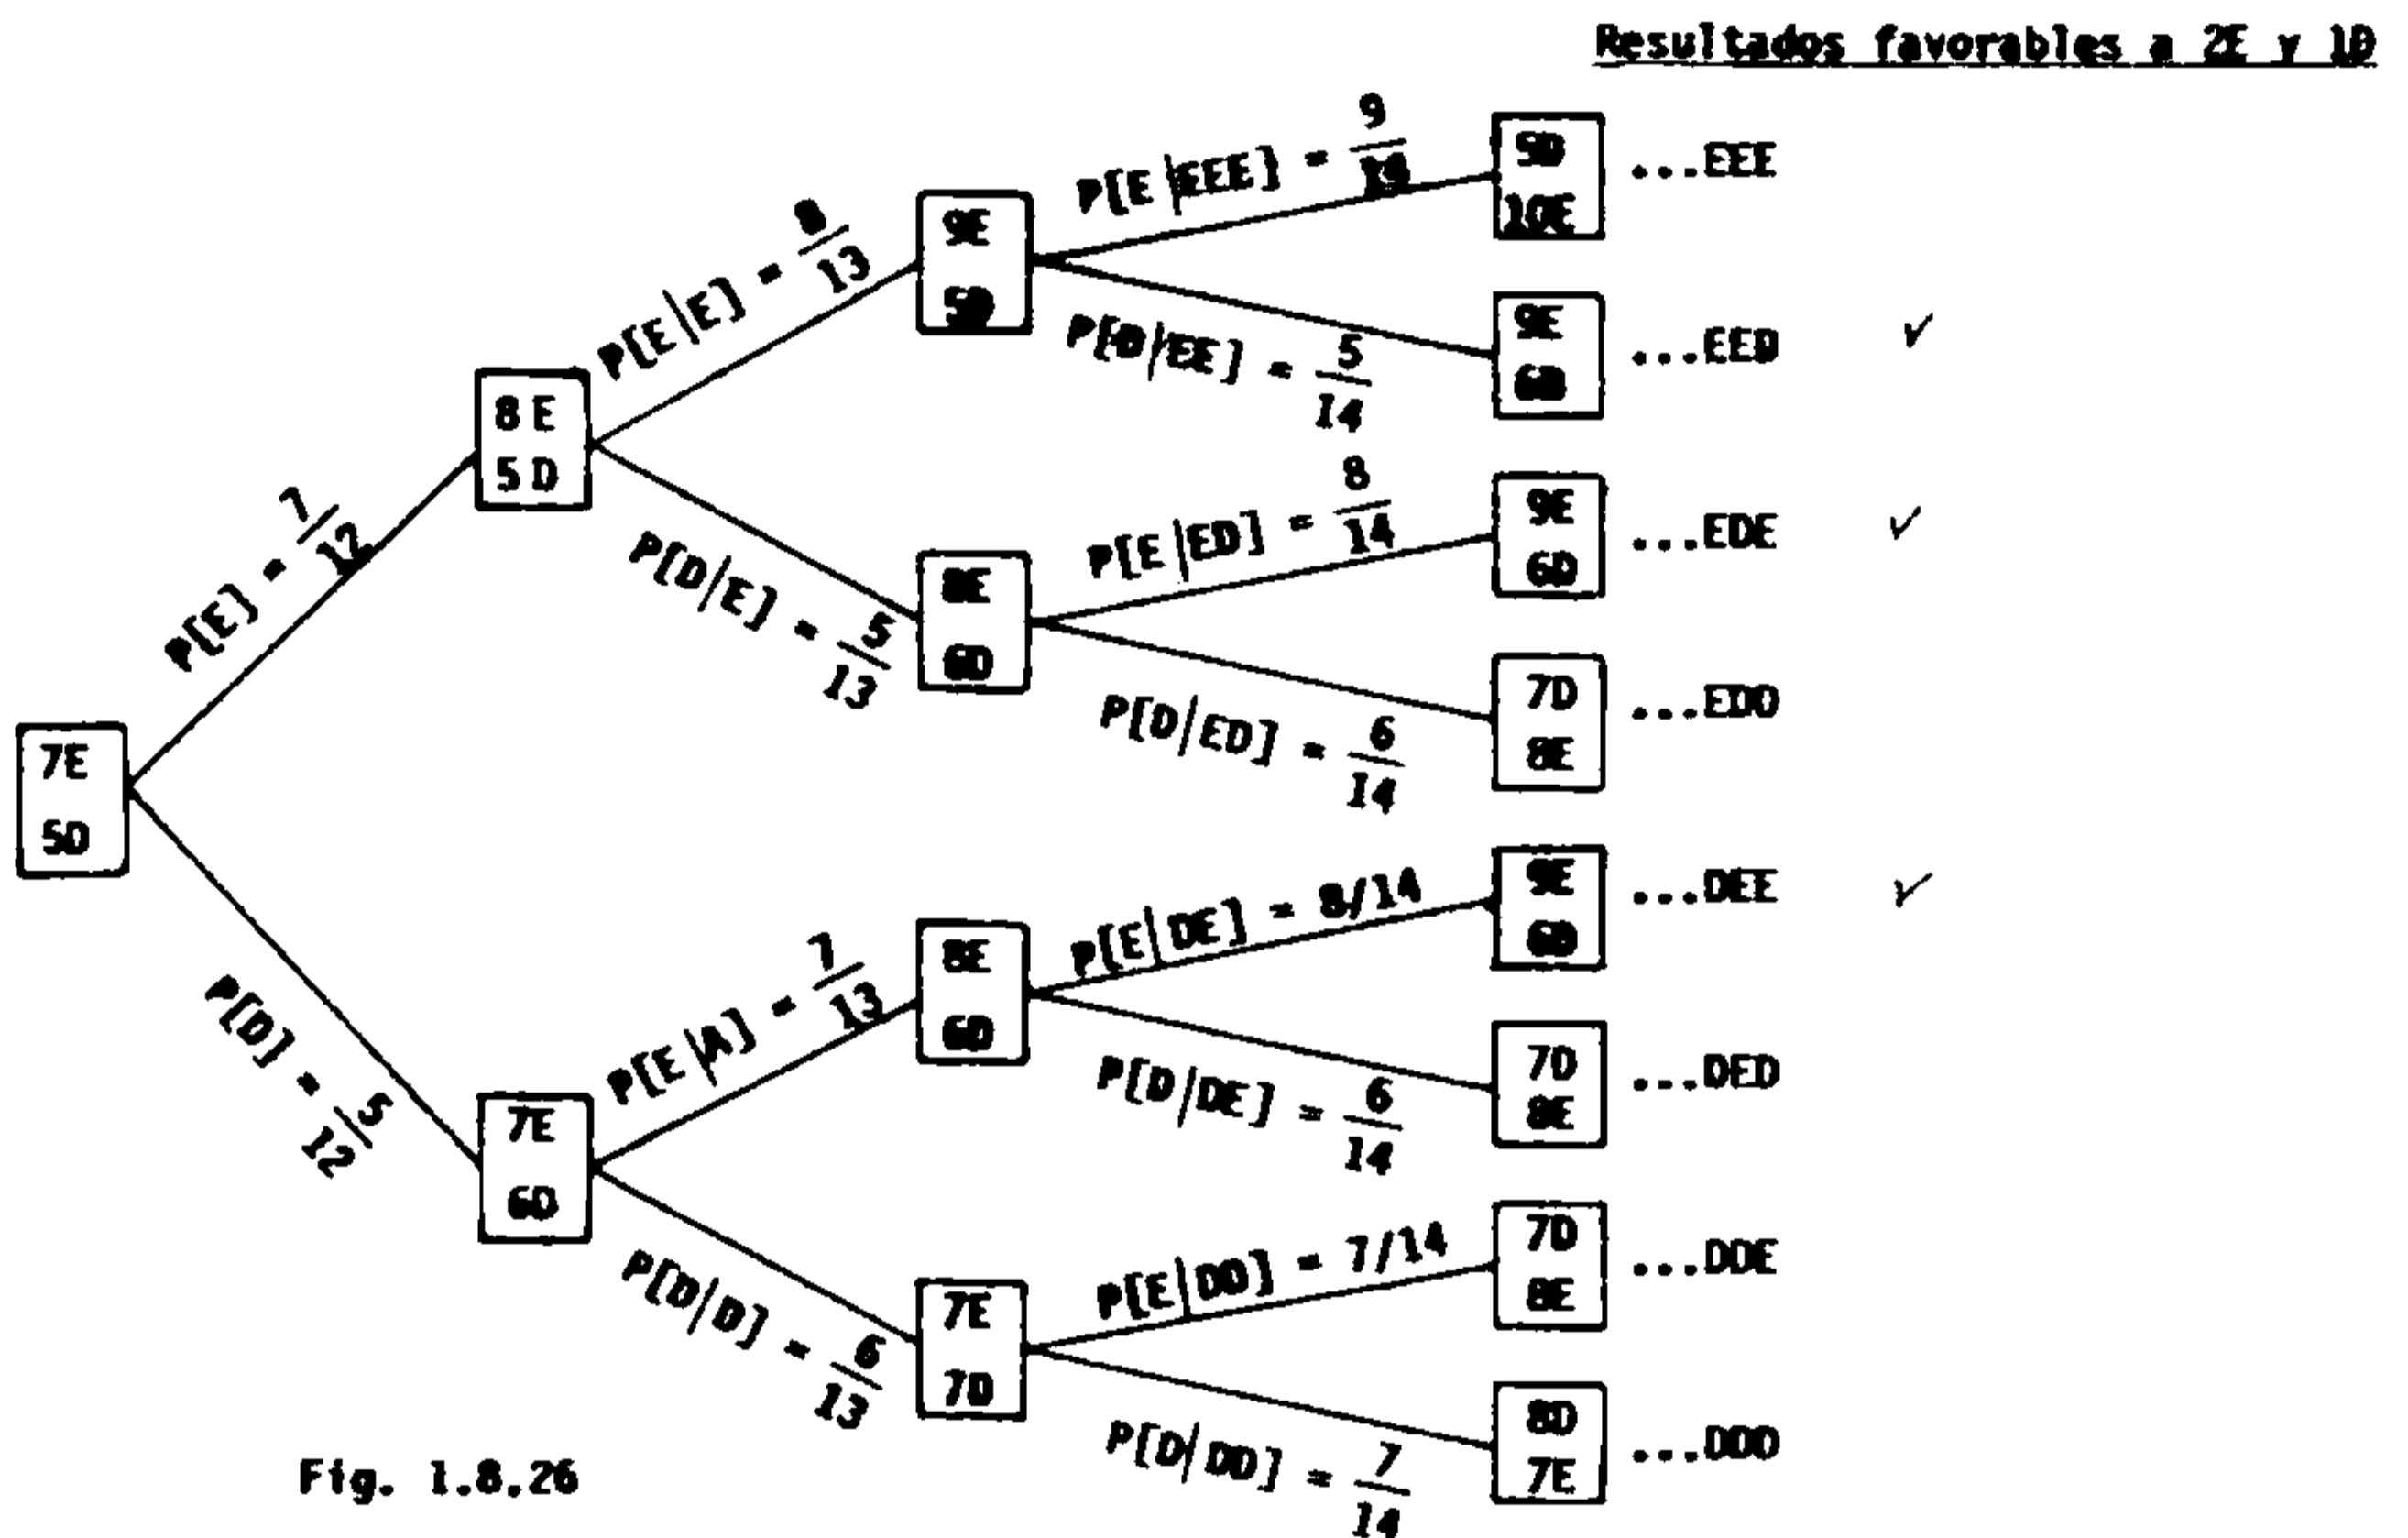 Resultados favorables a 2E y 1D
7E
5D
P[E] = 7/12
P[D] = 5/12
8 E
5 D
7E
6D
P[E|E] = 8/13
P[D/E] = 5/13
P[E| ] = 7/13
P[D/D] = 6/13
9E
5D
8E
6D
8E
6D
7E
7D
P[E| ] = 9/14
P[D/EE] = 5/14
P[E|ED] = 8/14
P[D/ED] = 6/14
P[E|DE] = 8/14
P[D/DE] = 6/14
P[E|DD] = 7/14
P[D/DD] = 7/14
5D
10E
...EEE
9E
6D
...EED ✓
9E
6D
...EDE ✓
7D
8E
...EDD
9E
6D
...DEE ✓
7D
8E
...DED
7D
8E
...DDE
8D
7E
...DDD
Fig. 1.8.26